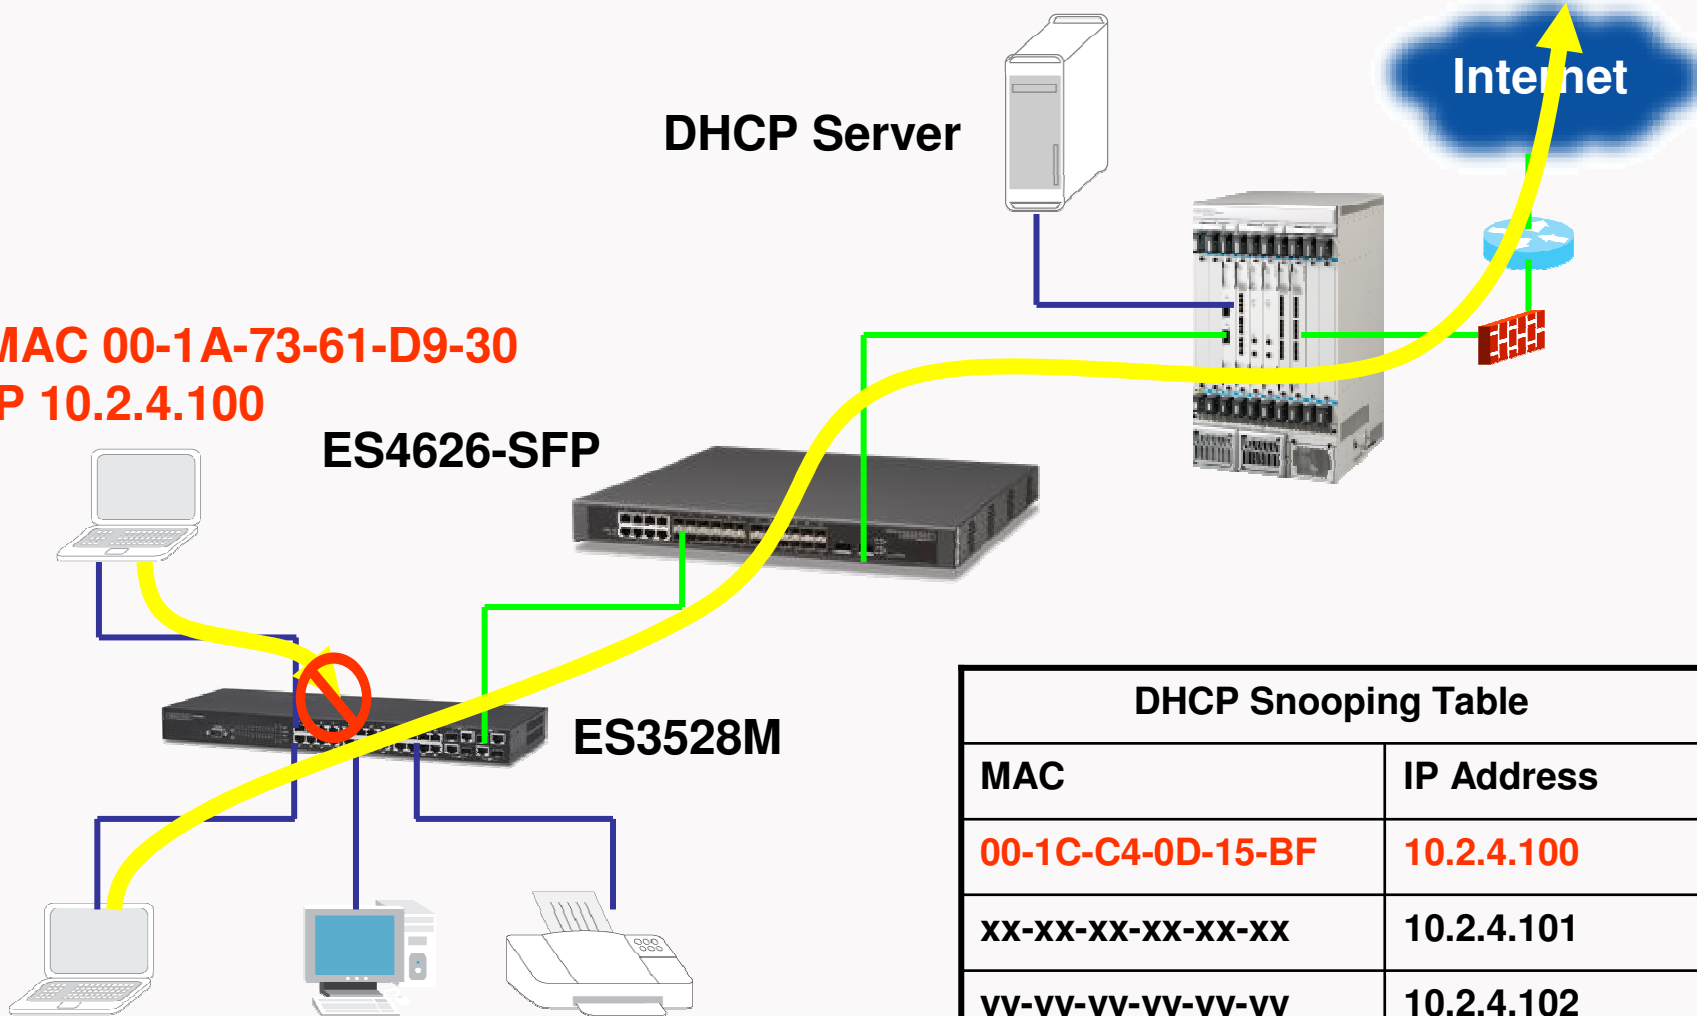 Internet
DHCP Server
MAC 00-1A-73-61-D9-30
P 10.2.4.100
ES4626-SFP
ES3528M
DHCP Snooping Table
MAC IP Address
00-1C-C4-0D-15-BF 10.2.4.100
xx-xx-xx-xx-xx-xx 10.2.4.101
yy-yy-yy-yy-yy-yy 10.2.4.102